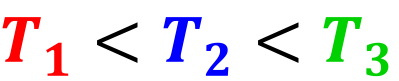 T₁ < T₂ < T₃